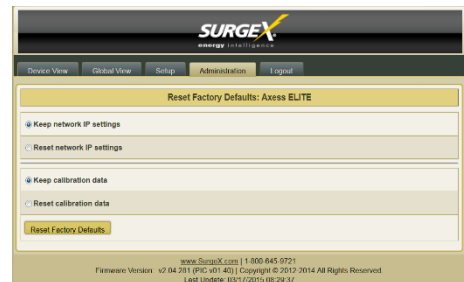 SURGEX
energy intelligence
Device View Global View Setup Administration Logout
Reset Factory Defaults: Axess ELITE
Keep network IP settings
Reset network IP settings
Keep calibration data
Reset calibration data
Reset Factory Defaults
www.SurgeX.com | 1-800-645-9721
Firmware Version : v2.04.281 (PIC v01.40) | Copyright © 2012-2014 All Rights Reserved
Last Update: 03/17/2015 08:29:37